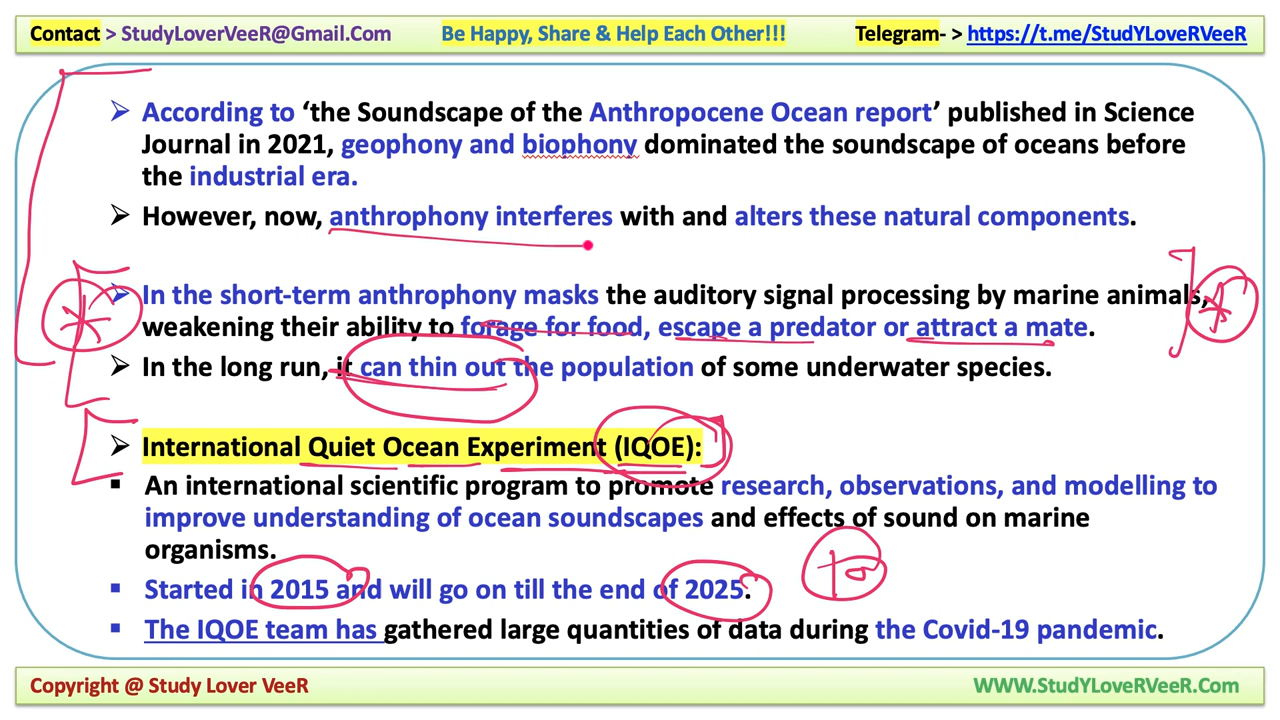 Contact > StudyLoverVeeR@Gmail.Com Be Happy, Share & Help Each Other!!! Telegram- > https://t.me/StudYLoveRVeeR
➢ According to ‘the Soundscape of the Anthropocene Ocean report’ published in Science
Journal in 2021, geophony and biophony dominated the soundscape of oceans before
the industrial era.
➢ However, now, anthrophony interferes with and alters these natural components.
➢ In the short-term anthrophony masks the auditory signal processing by marine animals,
weakening their ability to forage for food, escape a predator or attract a mate.
➢ In the long run, it can thin out the population of some underwater species.
➢ International Quiet Ocean Experiment (IQOE):
▪ An international scientific program to promote research, observations, and modelling to
improve understanding of ocean soundscapes and effects of sound on marine
organisms.
▪ Started in 2015 and will go on till the end of 2025.
▪ The IQOE team has gathered large quantities of data during the Covid-19 pandemic.
Copyright @ Study Lover VeeR WWW.StudYLoveRVeeR.Com